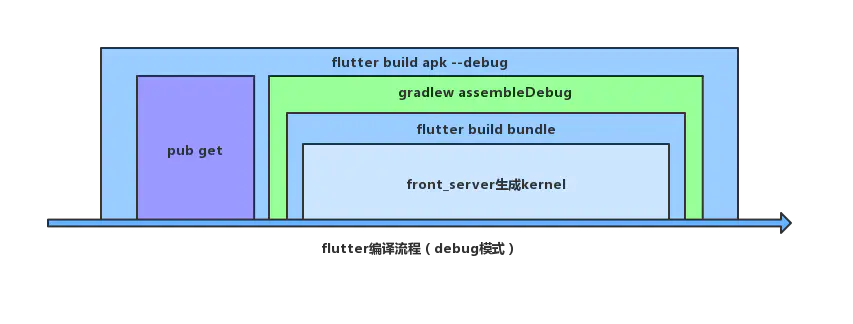 flutter build apk --debug
gradlew assembleDebug
flutter build bundle
pub get
front_server生成kernel
flutter编译流程（debug模式）